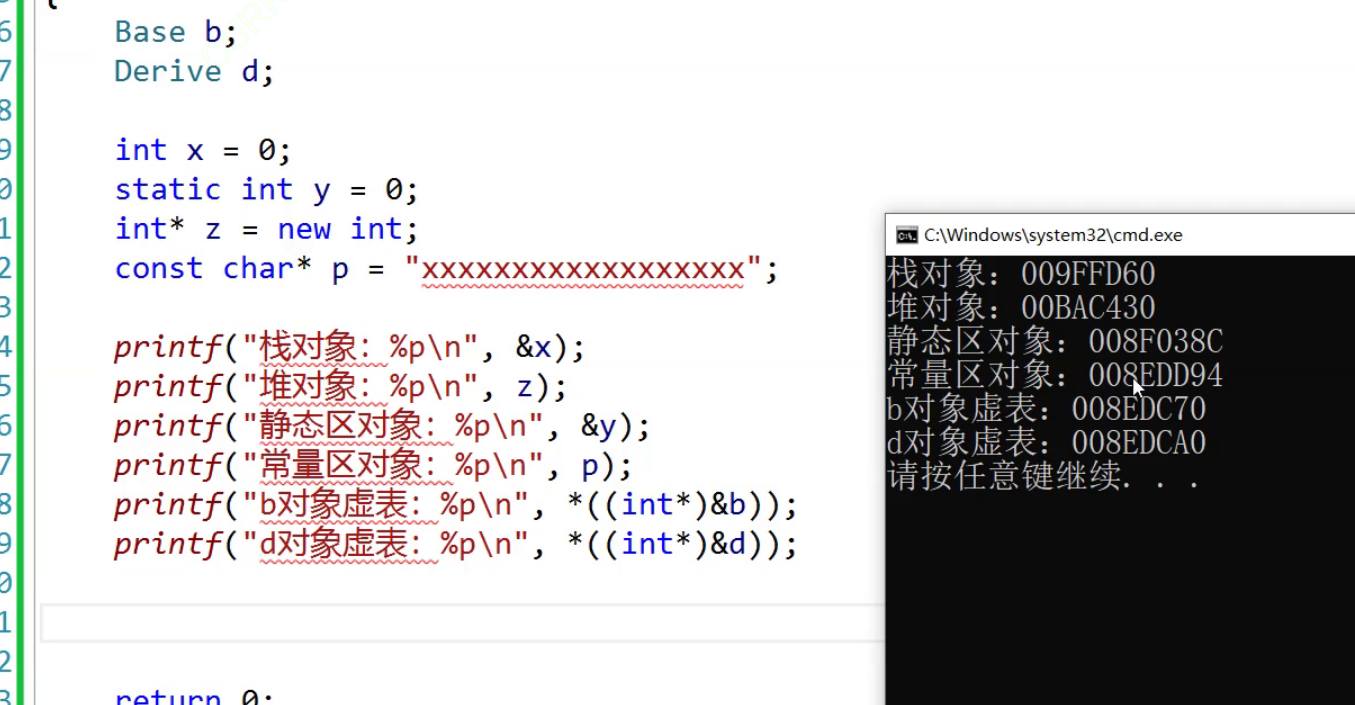 {
6 Base b;
7 Derive d;
8
9 int x = 0;
0 static int y = 0;
1 int* z = new int;
2 const char* p = "xxxxxxxxxxxxxxxxxx";
3
4 printf("栈对象：%p\n", &x);
5 printf("堆对象：%p\n", z);
6 printf("静态区对象：%p\n", &y);
7 printf("常量区对象：%p\n", p);
8 printf("b对象虚表：%p\n", *((int*)&b));
9 printf("d对象虚表：%p\n", *((int*)&d));
0
1
2
3 return 0;
C:\Windows\system32\cmd.exe
栈对象：009FFD60
堆对象：00BAC430
静态区对象：008F038C
常量区对象：008EDD94
b对象虚表：008EDC70
d对象虚表：008EDCA0
请按任意键继续. . .